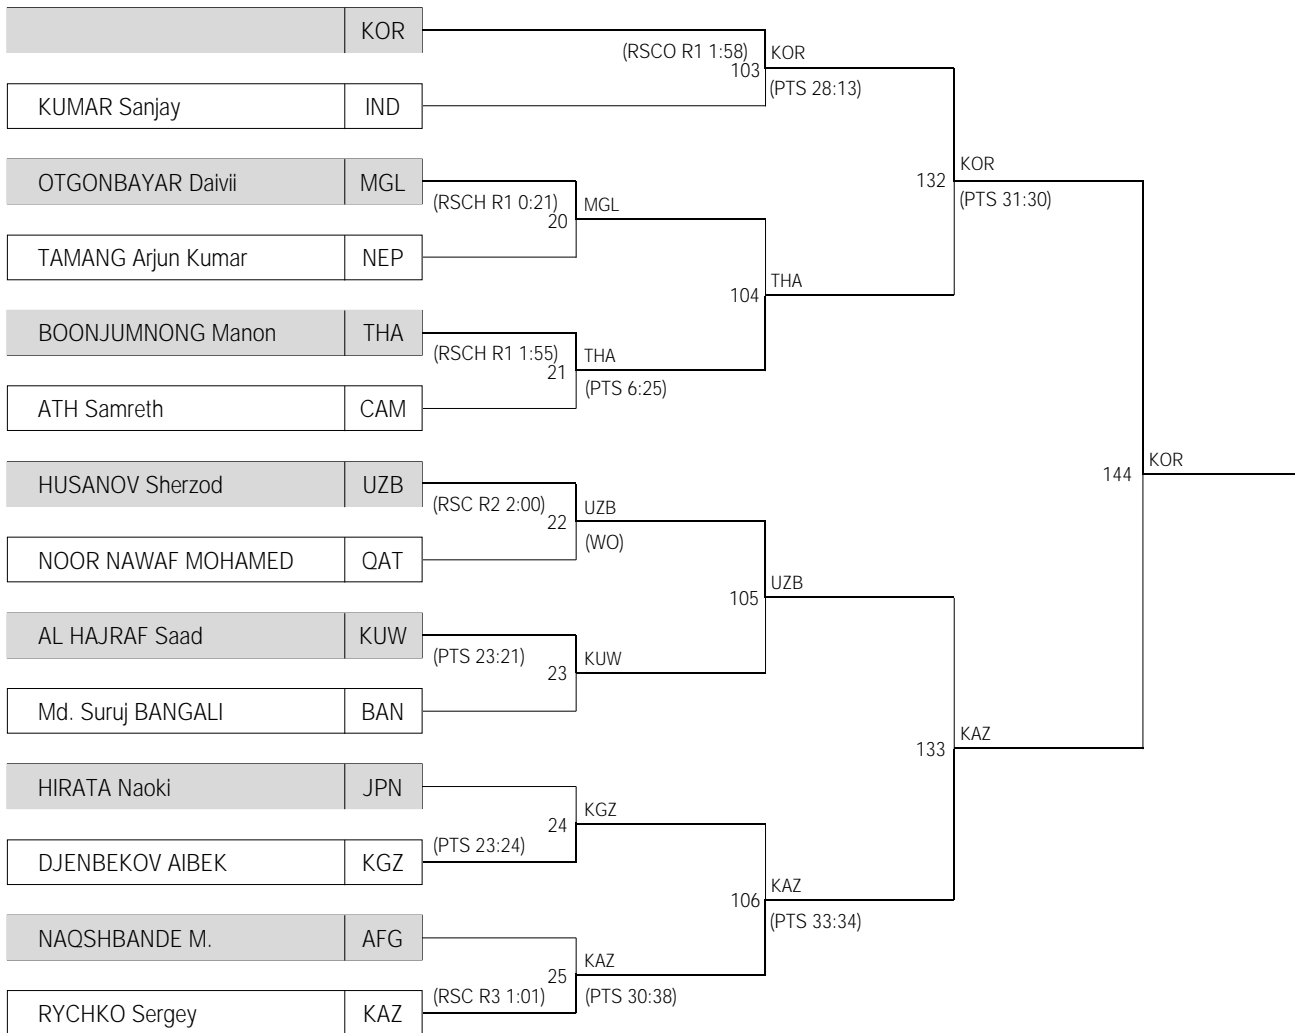 KOR
(RSCO R1 1:58)
KOR
103
(PTS 28:13)
KUMAR Sanjay IND
KOR
132
(PTS 31:30)
OTGONBAYAR Daivii MGL
(RSCH R1 0:21)
MGL
20
TAMANG Arjun Kumar NEP
THA
104
BOONJUMNONG Manon THA
(RSCH R1 1:55)
THA
21
(PTS 6:25)
ATH Samreth CAM
KOR
144
HUSANOV Sherzod UZB
(RSC R2 2:00)
UZB
22
(WO)
NOOR NAWAF MOHAMED QAT
UZB
105
AL HAJRAF Saad KUW
(PTS 23:21)
KUW
23
Md. Suruj BANGALI BAN
KAZ
133
HIRATA Naoki JPN
KGZ
24
(PTS 23:24)
DJENBEKOV AIBEK KGZ
KAZ
106
(PTS 33:34)
NAQSHBANDE M. AFG
KAZ
25
(RSC R3 1:01)
(PTS 30:38)
RYCHKO Sergey KAZ